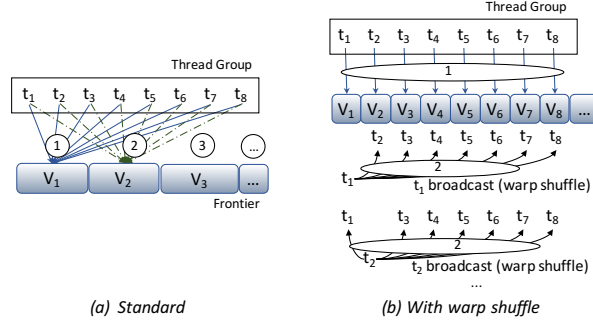 Thread Group
t1 t2 t3 t4 t5 t6 t7 t8
1 2 3 ...
V1 V2 V3 ...
Frontier
(a) Standard
Thread Group
t1 t2 t3 t4 t5 t6 t7 t8
1
V1 V2 V3 V4 V5 V6 V7 V8 ...
t2 t3 t4 t5 t6 t7 t8
2
t1
t1 broadcast (warp shuffle)
t1 t3 t4 t5 t6 t7 t8
2
t2
t2 broadcast (warp shuffle)
...
(b) With warp shuffle